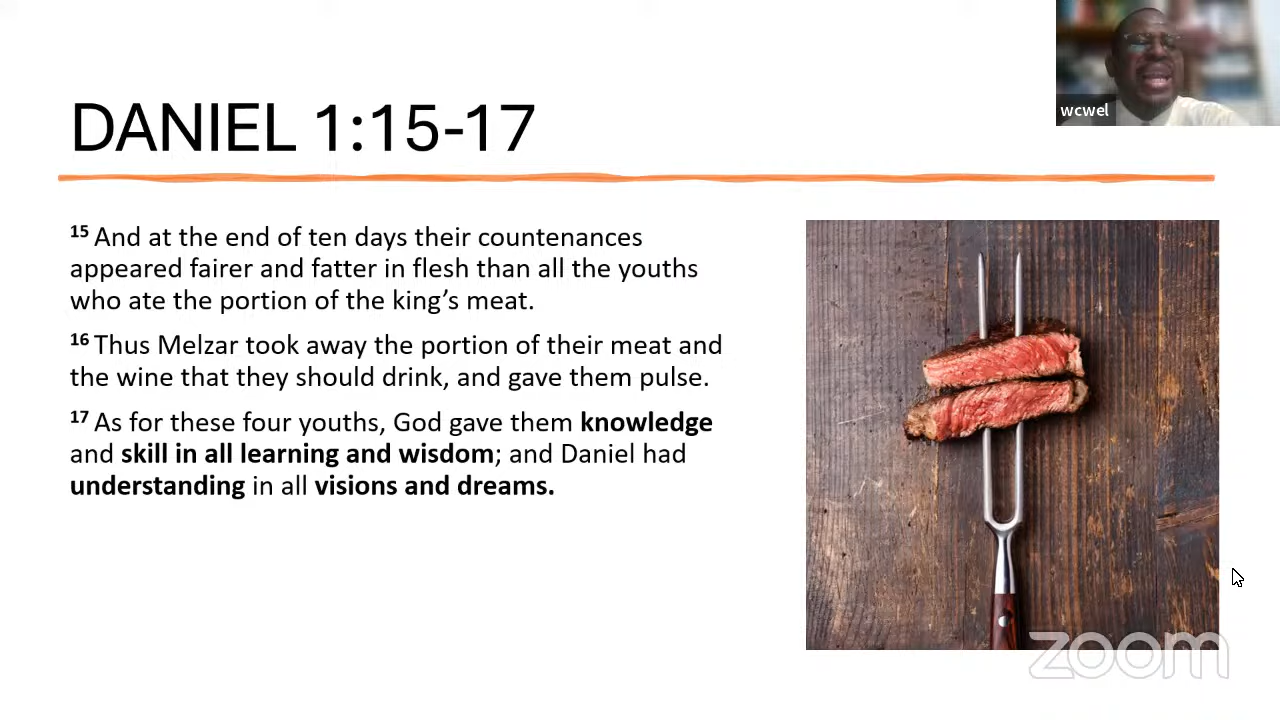 wcwel
DANIEL 1:15-17
15 And at the end of ten days their countenances
appeared fairer and fatter in flesh than all the youths
who ate the portion of the king’s meat.
16 Thus Melzar took away the portion of their meat and
the wine that they should drink, and gave them pulse.
17 As for these four youths, God gave them knowledge
and skill in all learning and wisdom; and Daniel had
understanding in all visions and dreams.
zoom